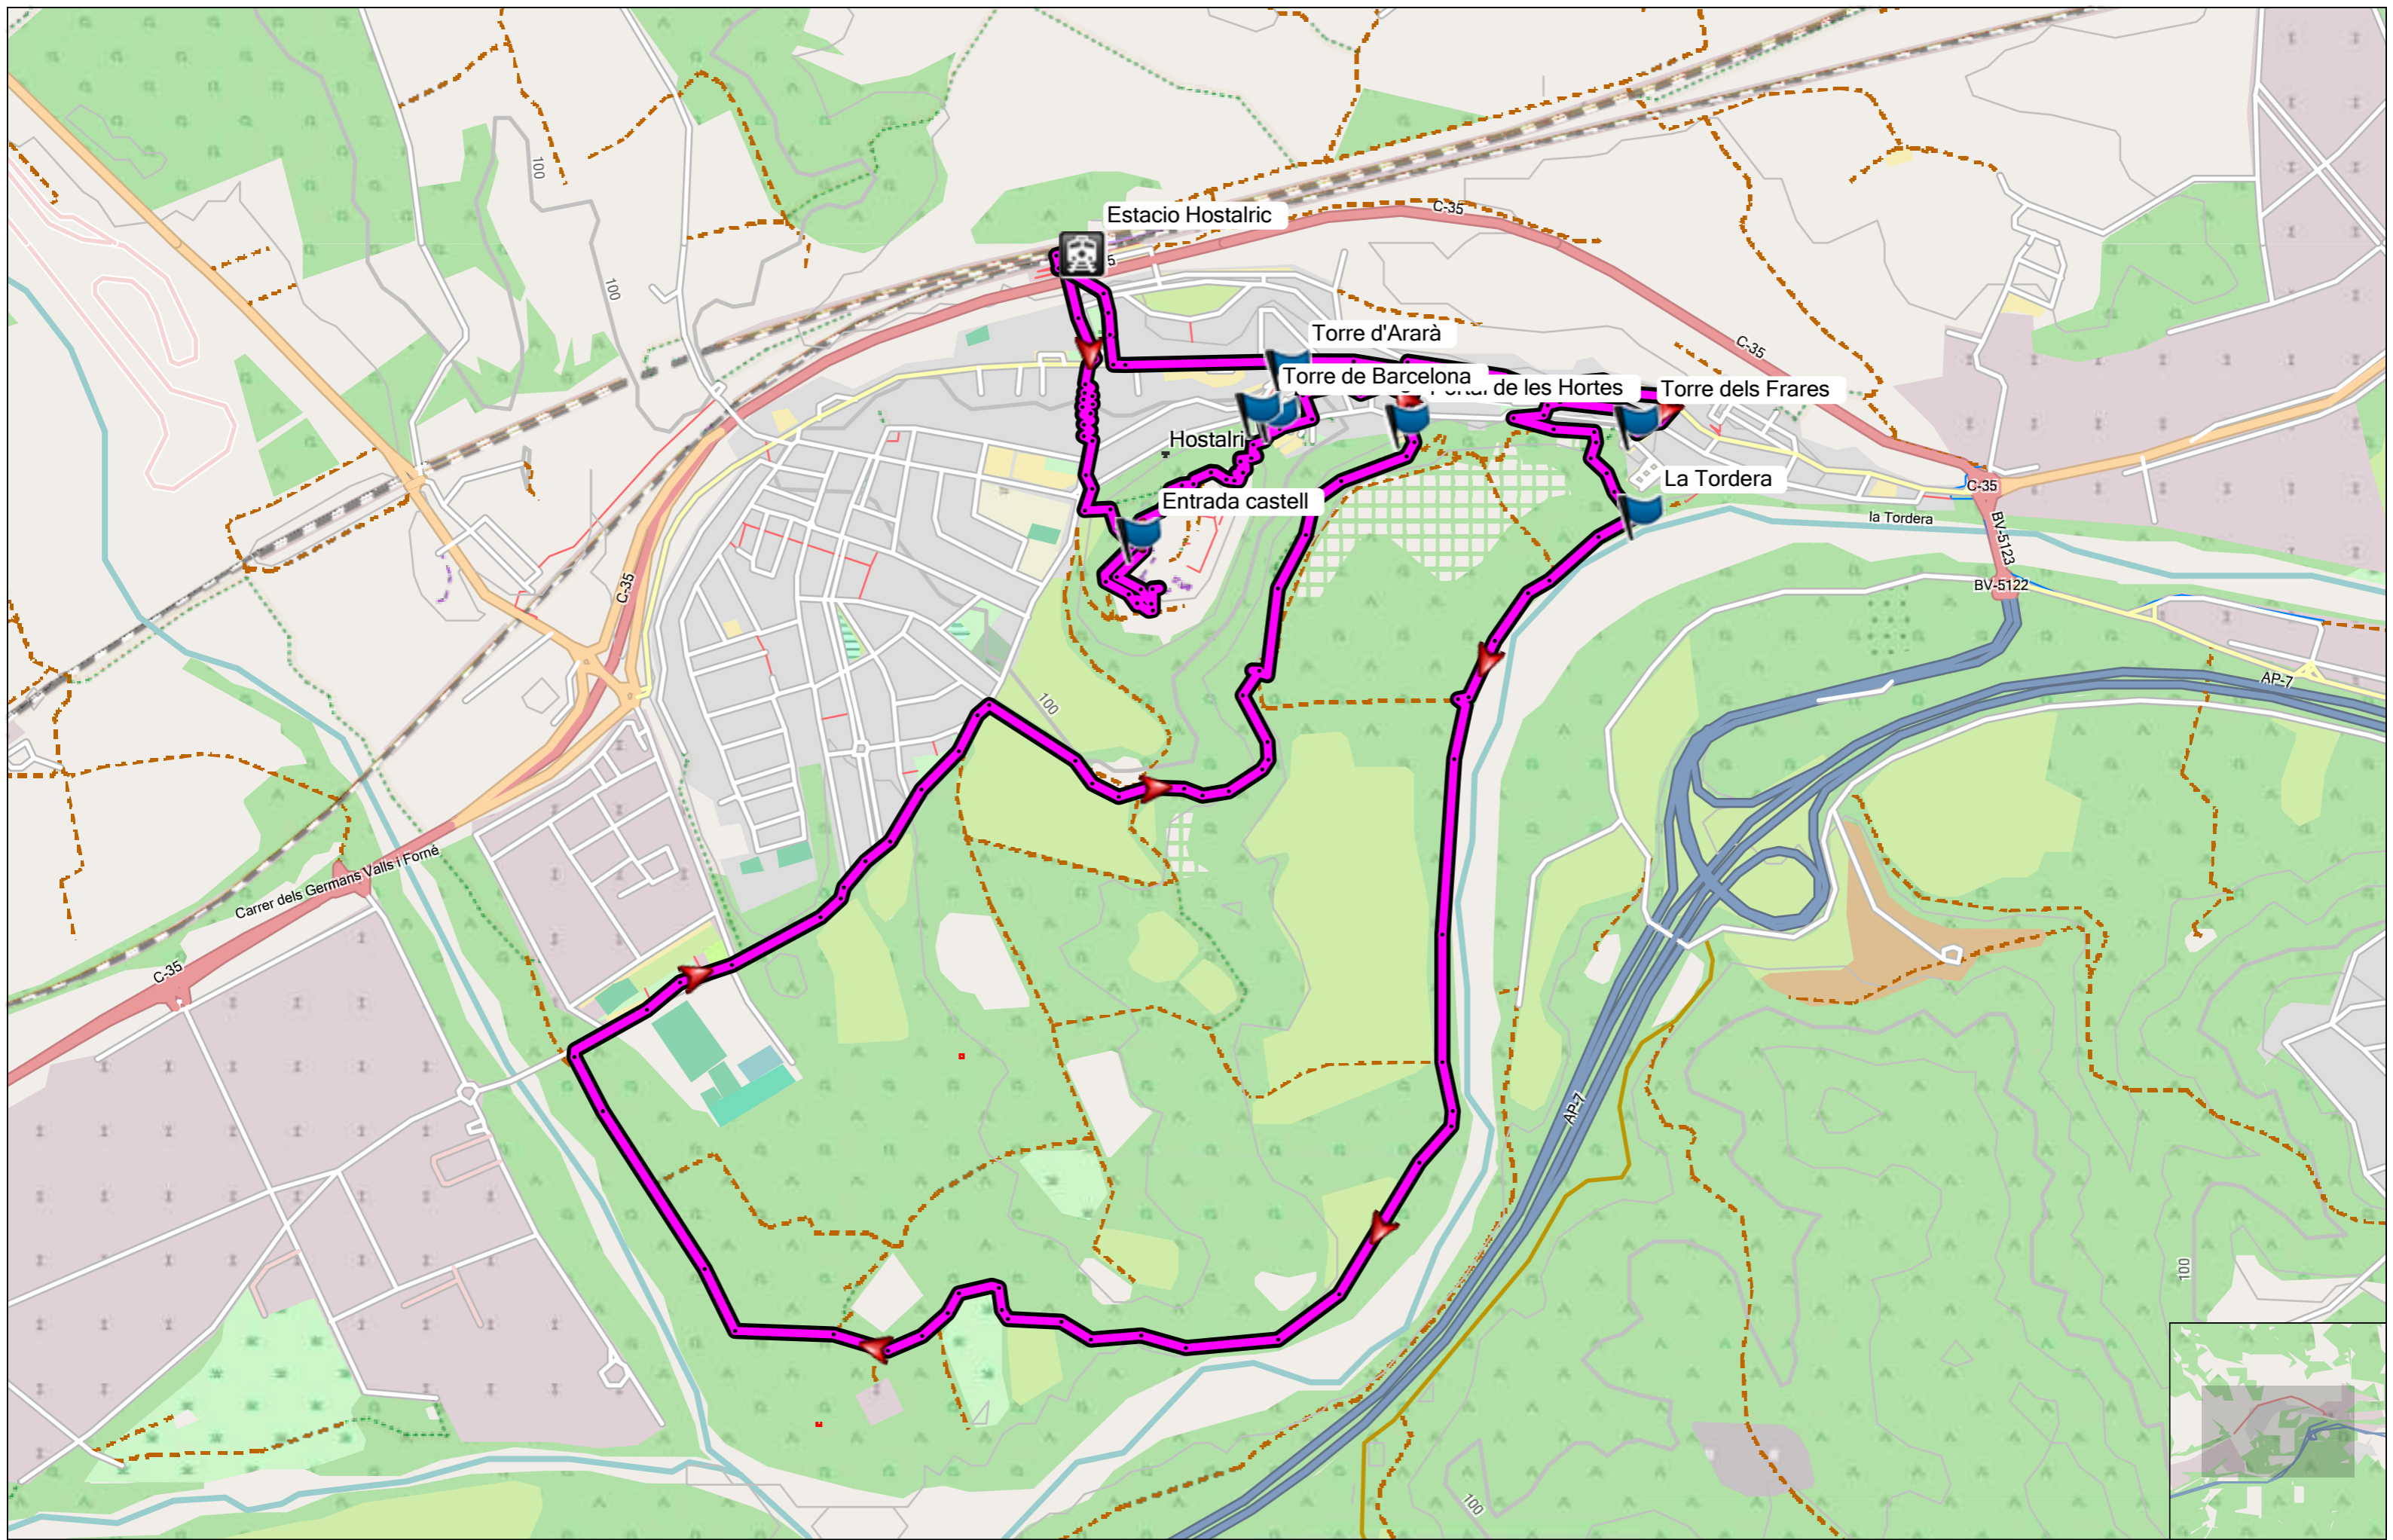 100
Estacio Hostalric
C-35
5
100
Torre d'Ararà
C-35
Torre de Barcelona
Portal de les Hortes
Torre dels Frares
Hostalri
La Tordera
C-35
Entrada castell
la Tordera
BV-5123
C-35
BV-5122
AP-7
100
Carrer dels Germans Valls i Forné
C-35
AP-7
100
100